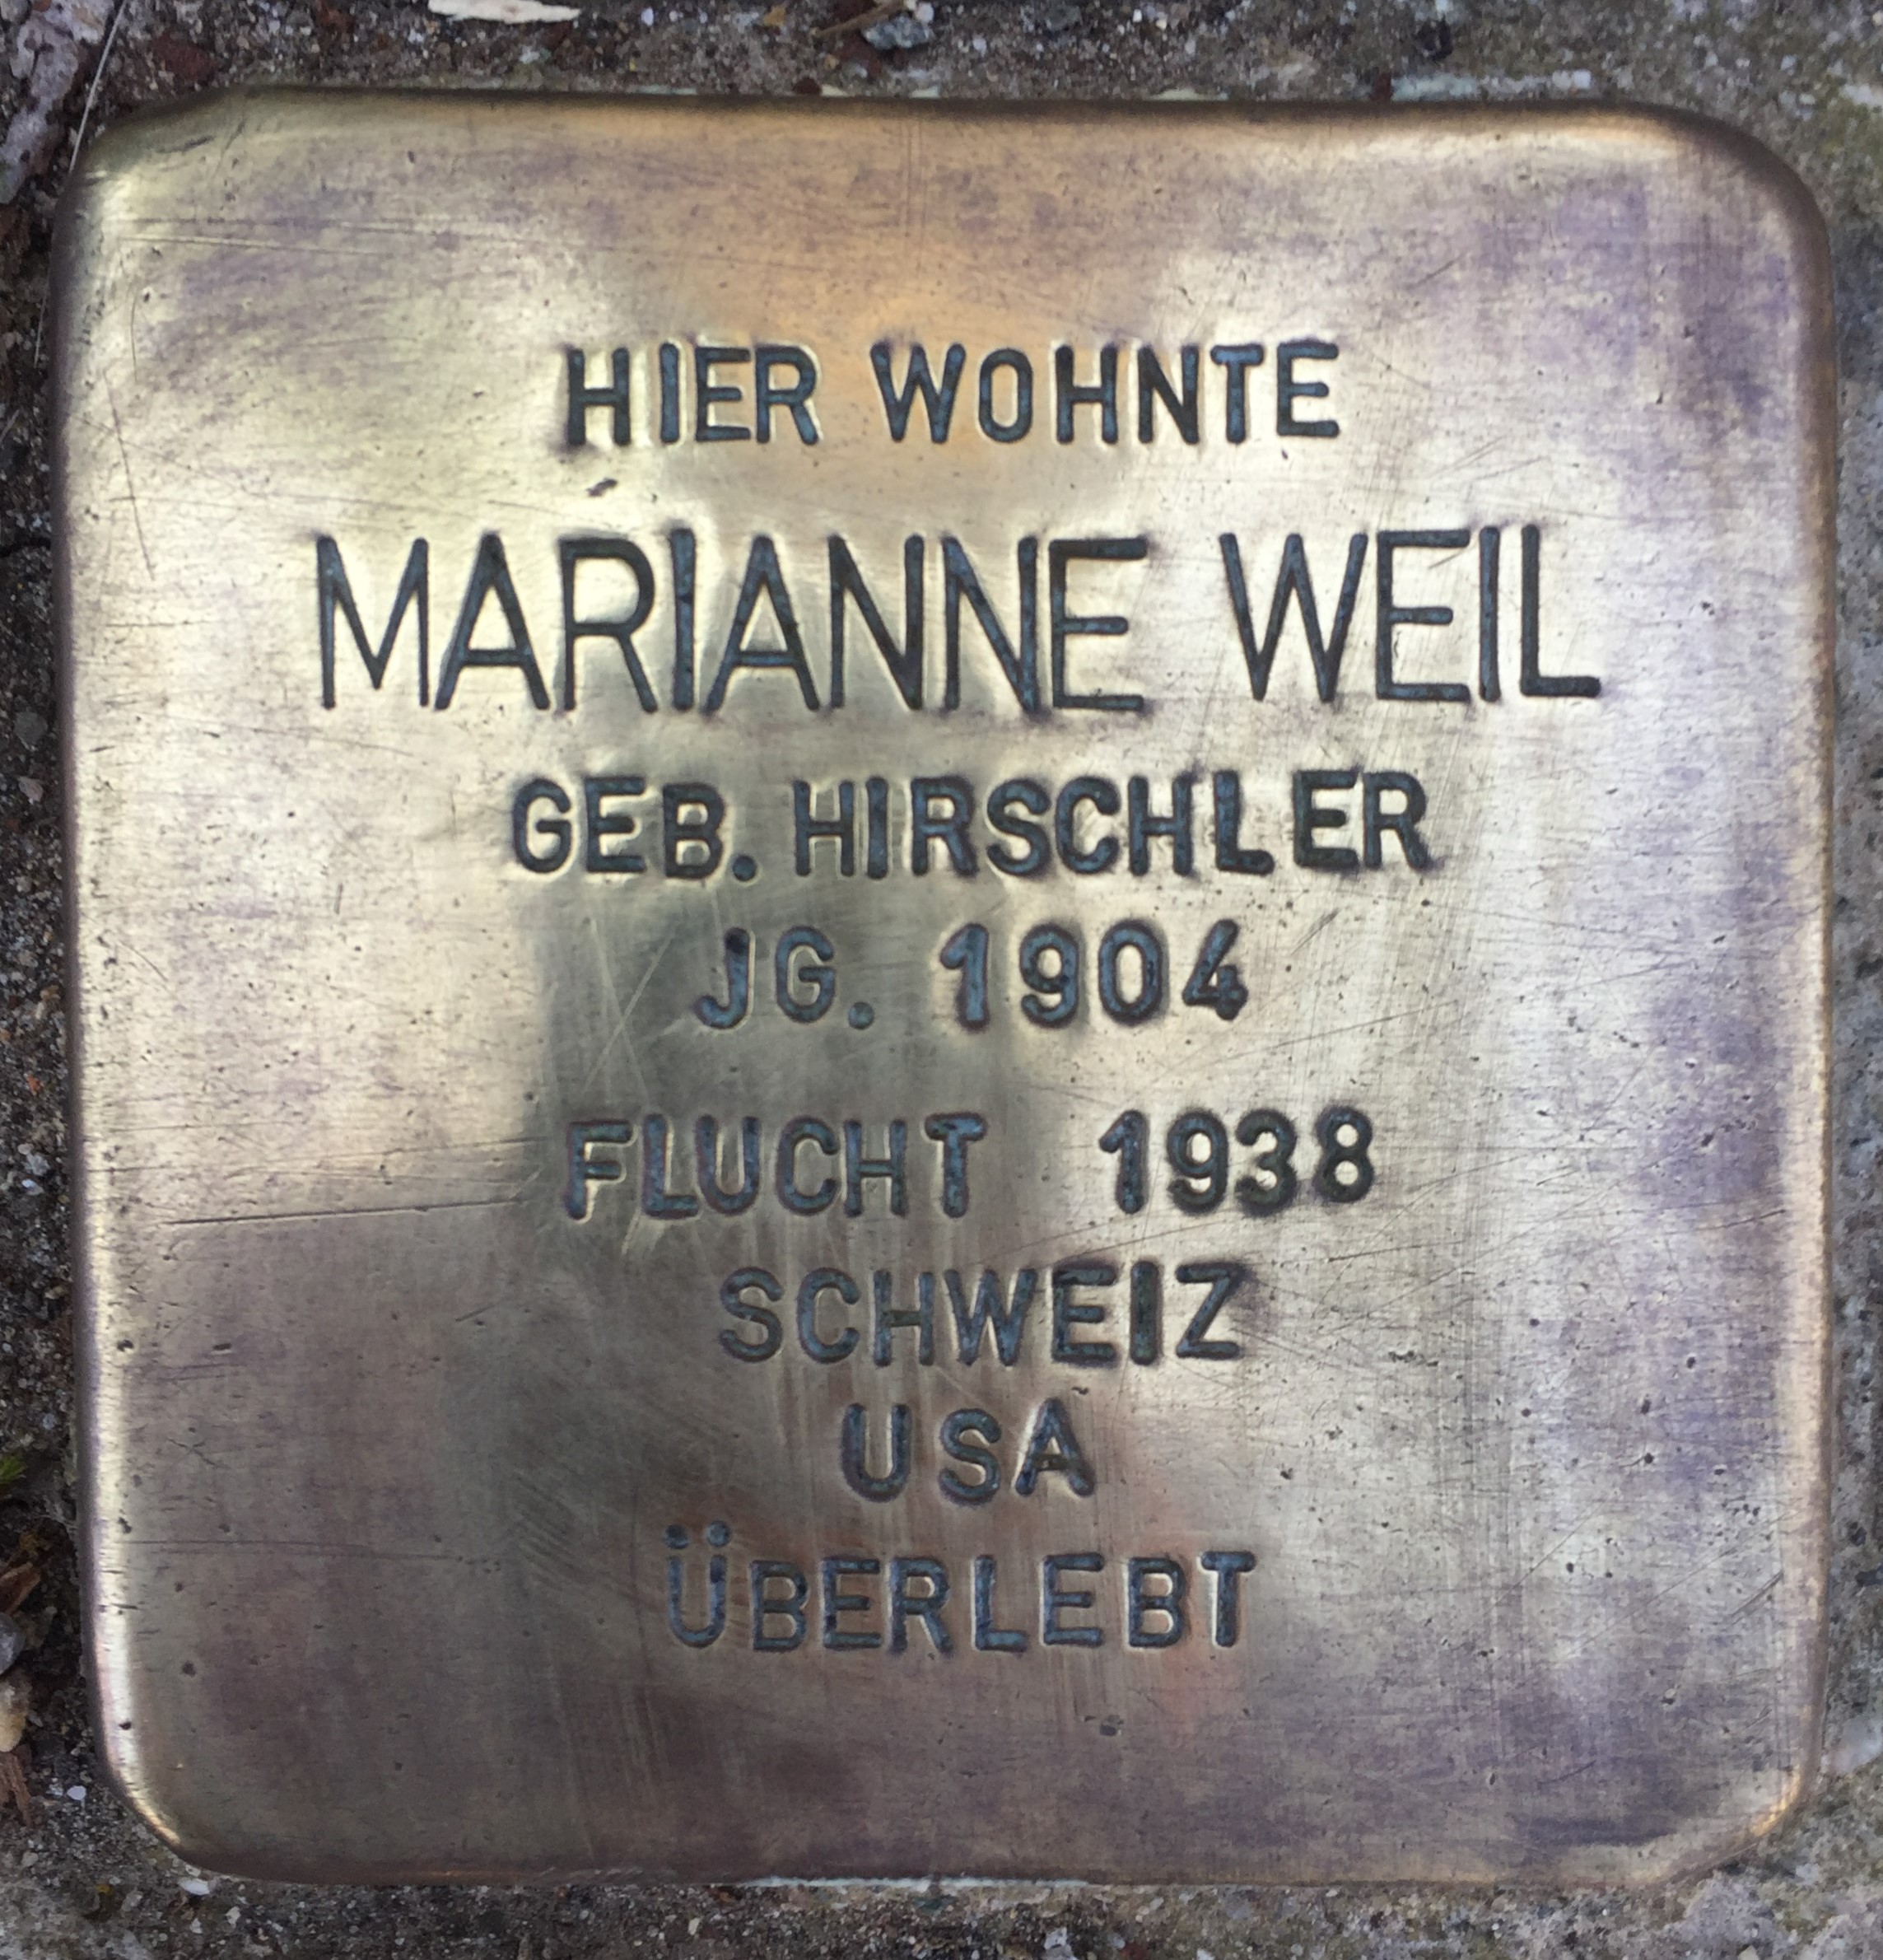 HIER WOHNTE
MARIANNE WEIL
GEB. HIRSCHLER
JG. 1904
FLUCHT 1938
SCHWEIZ
USA
ÜBERLEBT